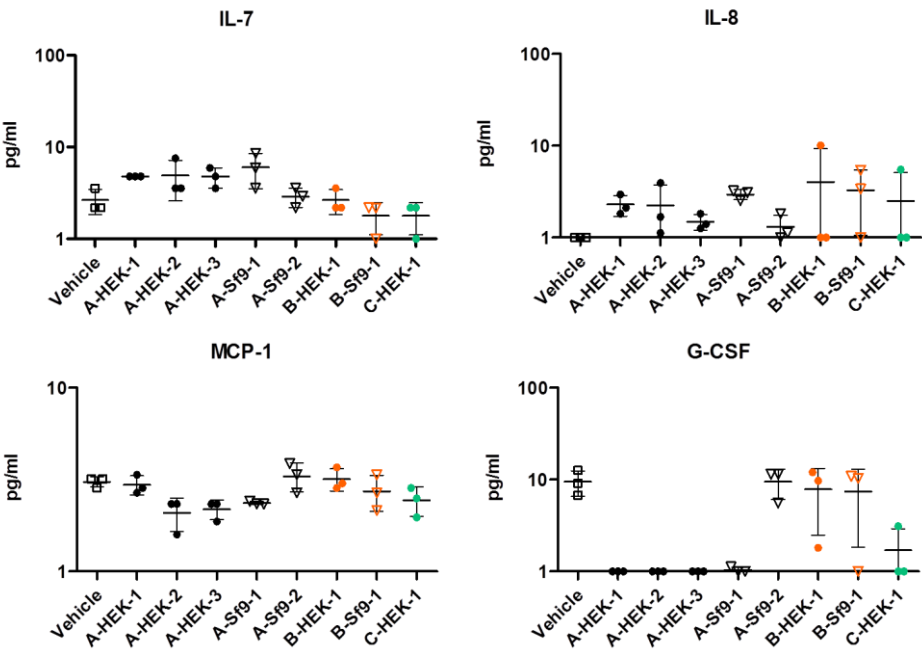 IL-7
100
10
1
pg/ml
Vehicle
A-HEK-1
A-HEK-2
A-HEK-3
A-Sf9-1
A-Sf9-2
B-HEK-1
B-Sf9-1
C-HEK-1
IL-8
100
10
1
pg/ml
Vehicle
A-HEK-1
A-HEK-2
A-HEK-3
A-Sf9-1
A-Sf9-2
B-HEK-1
B-Sf9-1
C-HEK-1
MCP-1
10
1
pg/ml
Vehicle
A-HEK-1
A-HEK-2
A-HEK-3
A-Sf9-1
A-Sf9-2
B-HEK-1
B-Sf9-1
C-HEK-1
G-CSF
100
10
1
pg/ml
Vehicle
A-HEK-1
A-HEK-2
A-HEK-3
A-Sf9-1
A-Sf9-2
B-HEK-1
B-Sf9-1
C-HEK-1